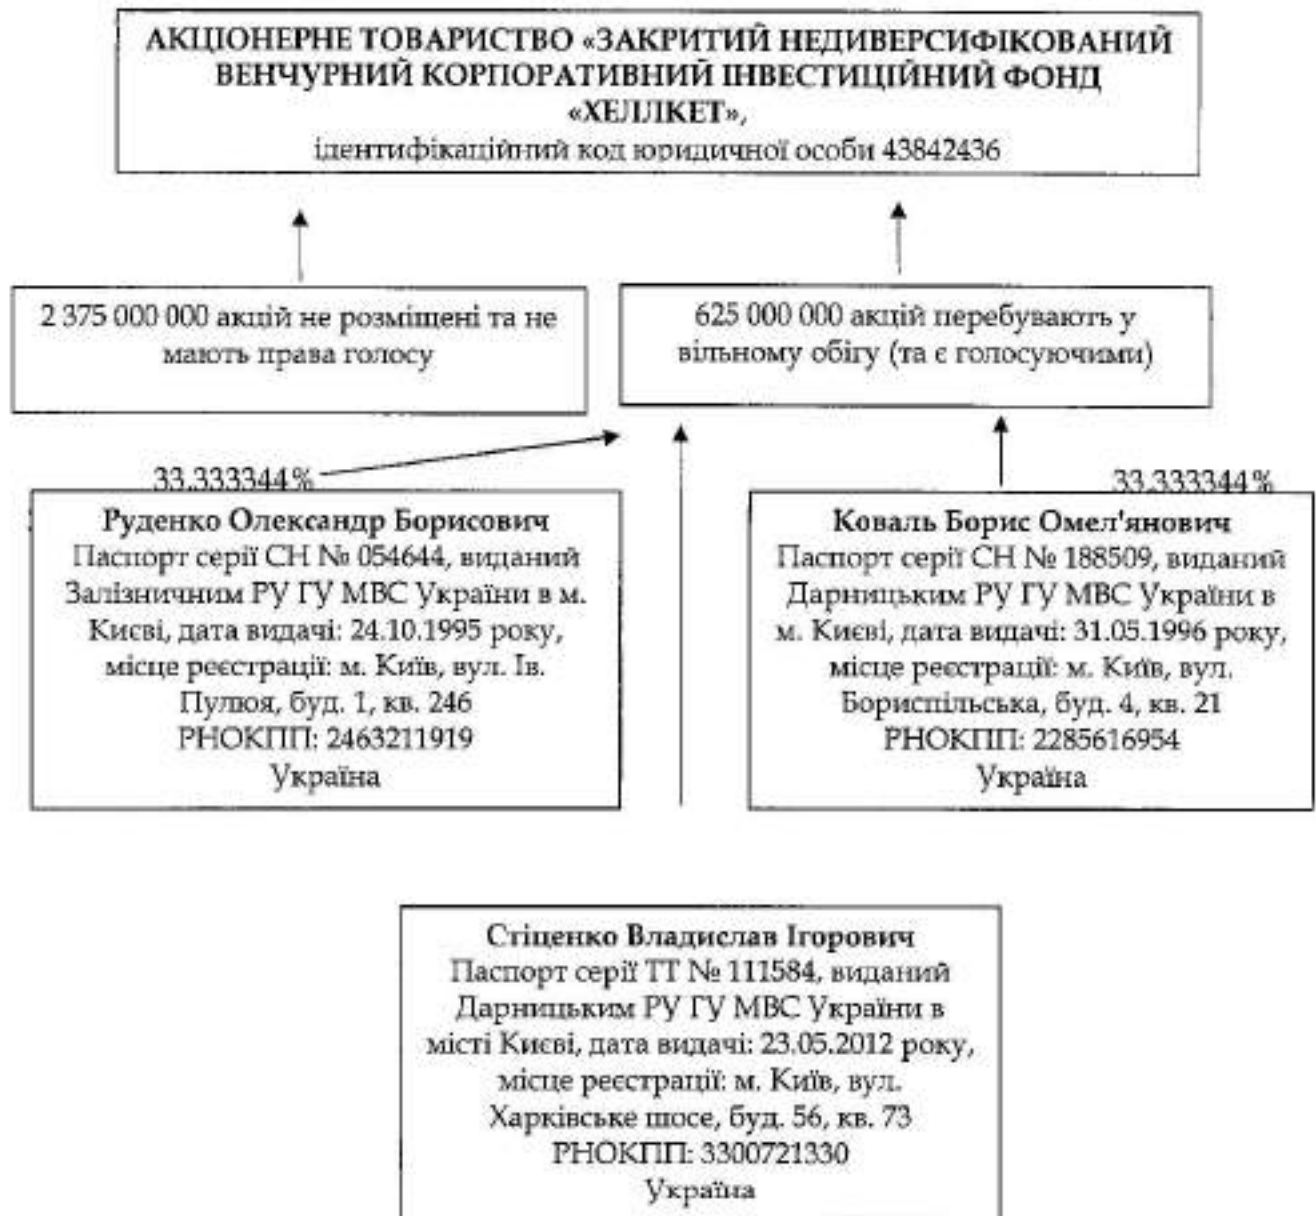 АКЦІОНЕРНЕ ТОВАРИСТВО «ЗАКРИТИЙ НЕДИВЕРСИФІКОВАНИЙ
ВЕНЧУРНИЙ КОРПОРАТИВНИЙ ІНВЕСТИЦІЙНИЙ ФОНД
«ХЕЛЛКЕТ»,
ідентифікаційний код юридичної особи 43842436
2 375 000 000 акцій не розміщені та не
мають права голосу
625 000 000 акцій перебувають у
вільному обігу (та є голосуючими)
33,333344%
Руденко Олександр Борисович
Паспорт серії СН № 054644, виданий
Залізничним РУ ГУ МВС України в м.
Києві, дата видачі: 24.10.1995 року,
місце реєстрації: м. Київ, вул. Ів.
Пулюя, буд. 1, кв. 246
РНОКПП: 2463211919
Україна
33,333344%
Коваль Борис Омел'янович
Паспорт серії СН № 188509, виданий
Дарницьким РУ ГУ МВС України в
м. Києві, дата видачі: 31.05.1996 року,
місце реєстрації: м. Київ, вул.
Бориспільська, буд. 4, кв. 21
РНОКПП: 2285616954
Україна
Стіценко Владислав Ігорович
Паспорт серії ТТ № 111584, виданий
Дарницьким РУ ГУ МВС України в
місті Києві, дата видачі: 23.05.2012 року,
місце реєстрації: м. Київ, вул.
Харківське шосе, буд. 56, кв. 73
РНОКПП: 3300721330
Україна